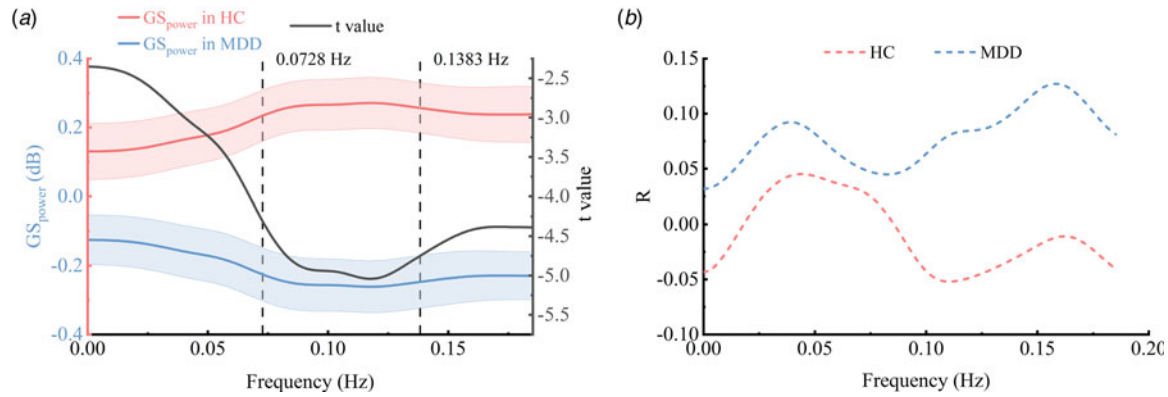 (a)
GSpower in HC
GSpower in MDD
t value
0.0728 Hz
0.1383 Hz
0.4
0.2
0.0
-0.2
-0.4
GSpower (dB)
-2.5
-3.0
-3.5
-4.0
-4.5
-5.0
-5.5
t value
0.00 0.05 0.10 0.15
Frequency (Hz)
(b)
HC MDD
0.15
0.10
0.05
0.00
-0.05
-0.10
R
0.00 0.05 0.10 0.15 0.20
Frequency (Hz)